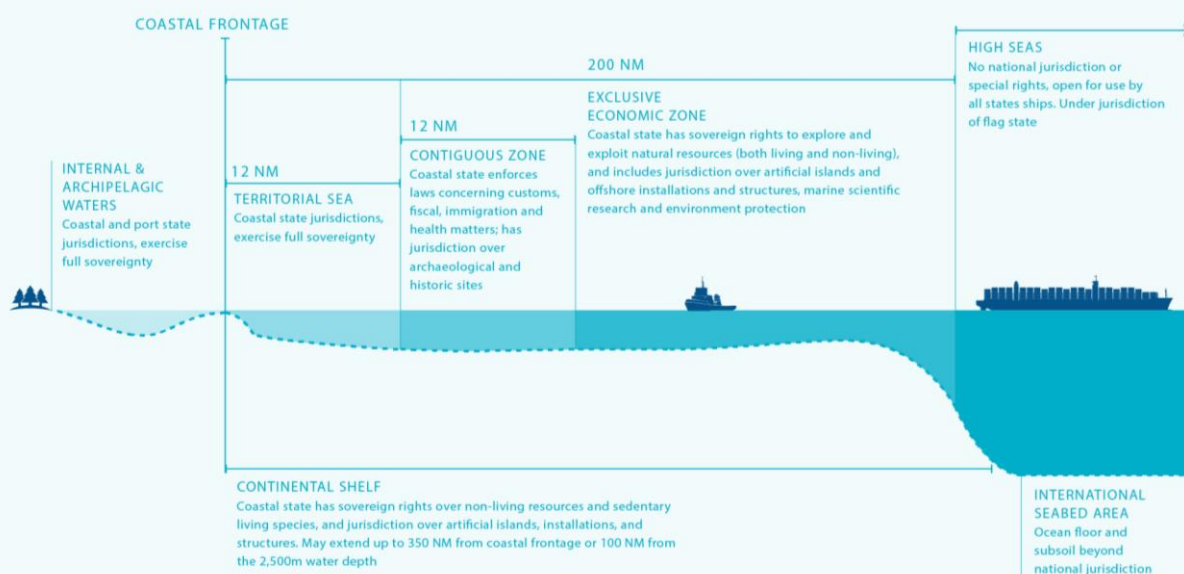 COASTAL FRONTAGE
INTERNAL &
ARCHIPELAGIC
WATERS
Coastal and port state
jurisdictions, exercise
full sovereignty
12 NM
TERRITORIAL SEA
Coastal state jurisdictions,
exercise full sovereignty
12 NM
CONTIGUOUS ZONE
Coastal state enforces
laws concerning customs,
fiscal, immigration and
health matters; has
jurisdiction over
archaeological and
historic sites
200 NM
EXCLUSIVE
ECONOMIC ZONE
Coastal state has sovereign rights to explore and
exploit natural resources (both living and non-living),
and includes jurisdiction over artificial islands and
offshore installations and structures, marine scientific
research and environment protection
HIGH SEAS
No national jurisdiction or
special rights, open for use by
all states ships. Under jurisdiction
of flag state
CONTINENTAL SHELF
Coastal state has sovereign rights over non-living resources and sedentary
living species, and jurisdiction over artificial islands, installations, and
structures. May extend up to 350 NM from coastal frontage or 100 NM from
the 2,500m water depth
INTERNATIONAL
SEABED AREA
Ocean floor and
subsoil beyond
national jurisdiction